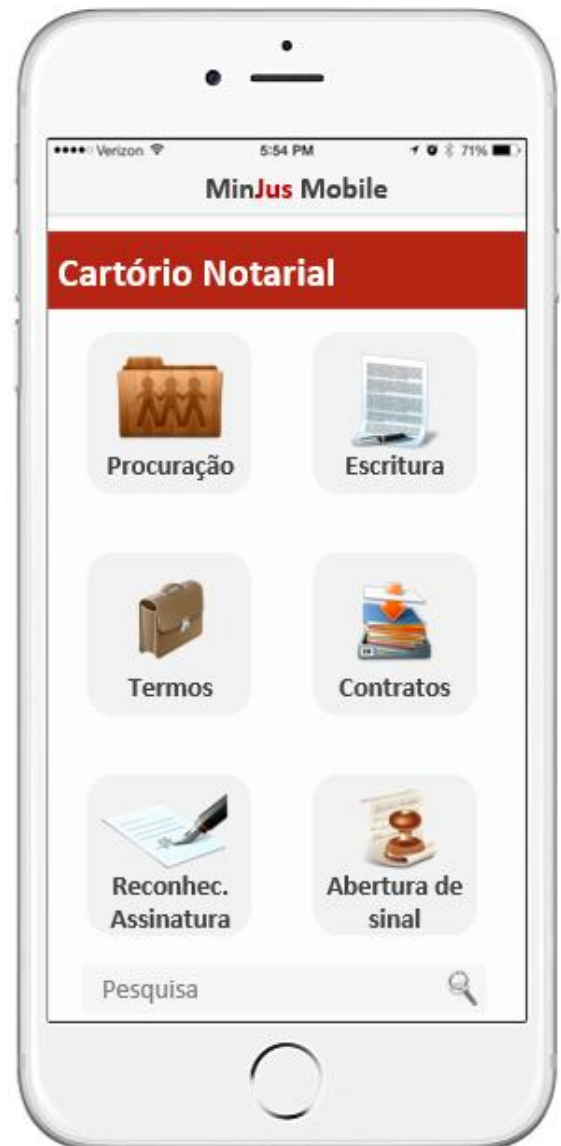 Verizon 5:54 PM 71%
MinJus Mobile
Cartório Notarial
Procuração
Escritura
Termos
Contratos
Reconhec.
Assinatura
Abertura de
sinal
Pesquisa